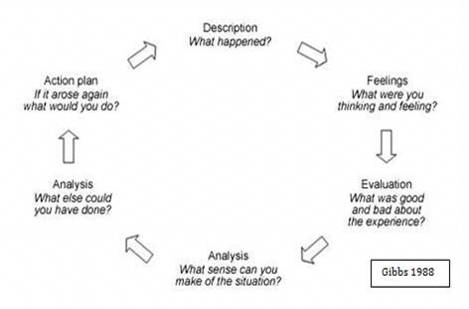 Description
What happened?
Feelings
What were you
thinking and feeling?
Evaluation
What was good
and bad about
the experience?
Analysis
What sense can you
make of the situation?
Analysis
What else could
you have done?
Action plan
If it arose again
what would you do?
Gibbs 1988